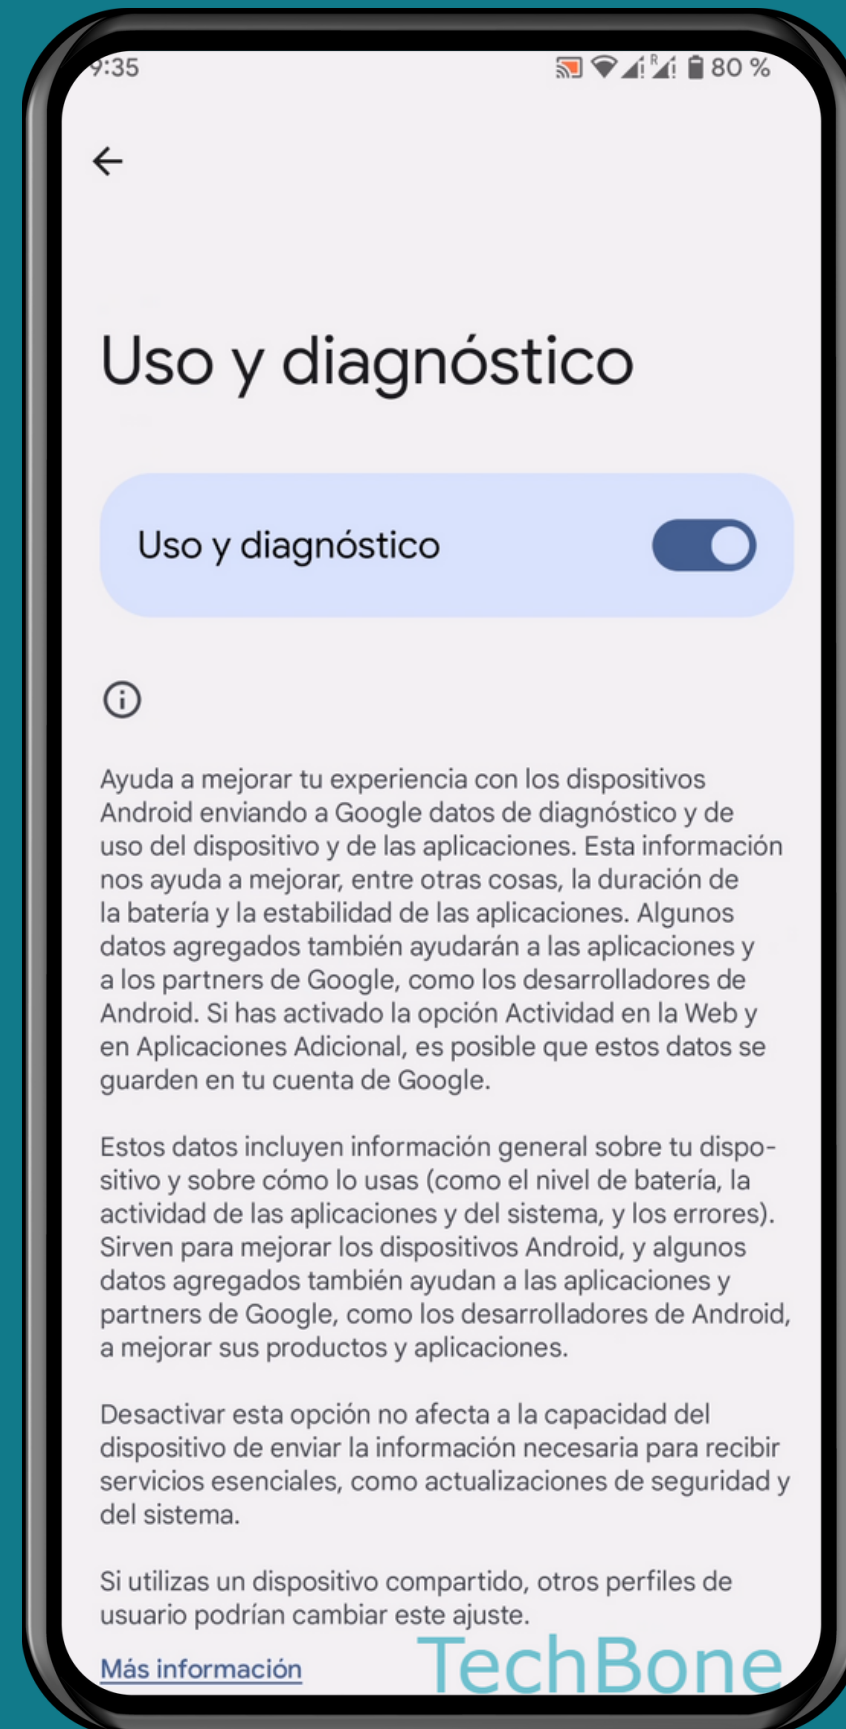 9:35 R 80 %
Uso y diagnóstico
Uso y diagnóstico
Ayuda a mejorar tu experiencia con los dispositivos
Android enviando a Google datos de diagnóstico y de
uso del dispositivo y de las aplicaciones. Esta información
nos ayuda a mejorar, entre otras cosas, la duración de
la batería y la estabilidad de las aplicaciones. Algunos
datos agregados también ayudarán a las aplicaciones y
a los partners de Google, como los desarrolladores de
Android. Si has activado la opción Actividad en la Web y
en Aplicaciones Adicional, es posible que estos datos se
guarden en tu cuenta de Google.
Estos datos incluyen información general sobre tu dispo-
sitivo y sobre cómo lo usas (como el nivel de batería, la
actividad de las aplicaciones y del sistema, y los errores).
Sirven para mejorar los dispositivos Android, y algunos
datos agregados también ayudan a las aplicaciones y
partners de Google, como los desarrolladores de Android,
a mejorar sus productos y aplicaciones.
Desactivar esta opción no afecta a la capacidad del
dispositivo de enviar la información necesaria para recibir
servicios esenciales, como actualizaciones de seguridad y
del sistema.
Si utilizas un dispositivo compartido, otros perfiles de
usuario podrían cambiar este ajuste.
Más información
TechBone